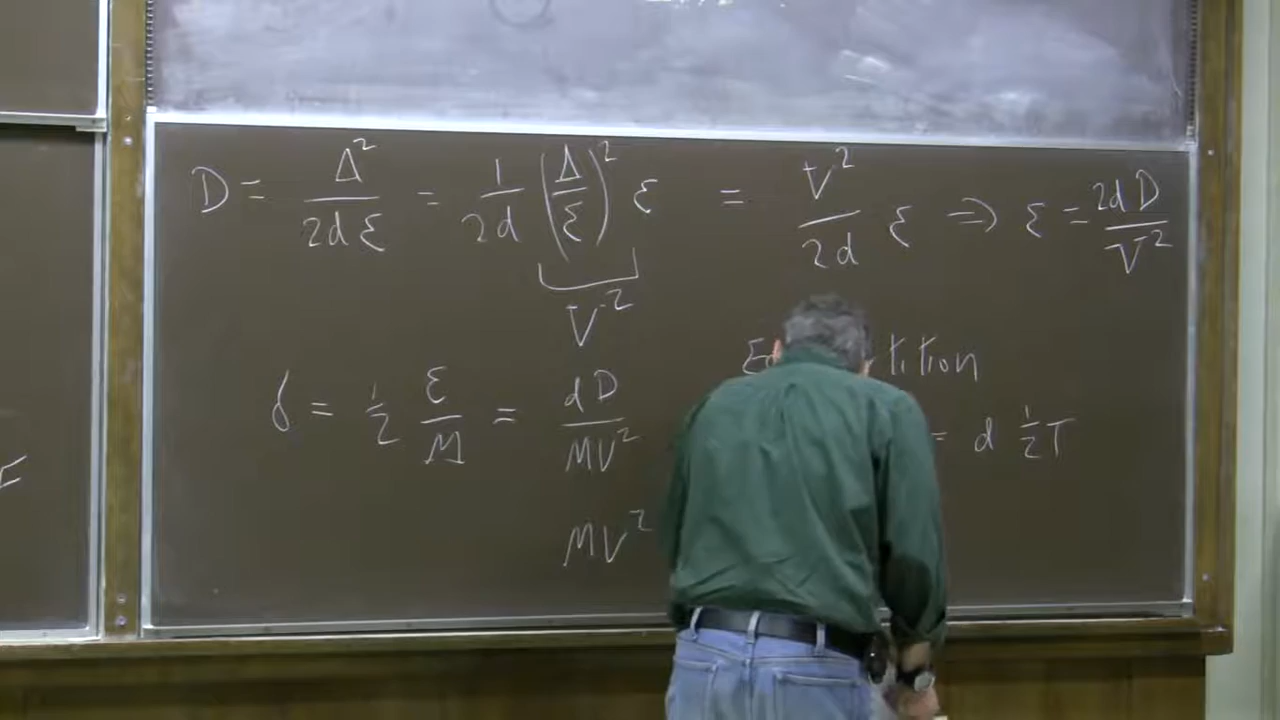 D = Δ² / 2dε = 1/2d (Δ/ε)² ε = V²/2d ε ⇒ ε = 2dD / V²
V²
tition
δ = ½ ε/M = dD / MV²
= d ½T
MV²